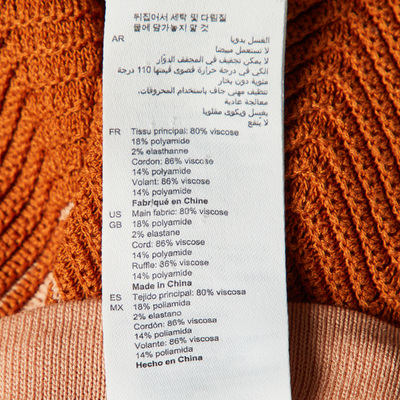 뒤집어서 세탁 및 다림질
물에 담가놓지 말 것
AR الغسل يدويا
لا تستعمل مبيضا
لا يمكن تجفيف في المجفف الدوّار
الكي في درجة حرارة قصوى قيمتها 110 درجة
مئوية دون بخار
تنظيف مهني جاف باستخدام المحروقات.
معالجة عادية
يغسل ويكوى مقلوبا
لا ينقع
FR Tissu principal: 80% viscose
18% polyamide
2% elasthanne
Cordon: 86% viscose
14% polyamide
Volant: 86% viscose
14% polyamide
Fabriqué en Chine
US Main fabric: 80% viscose
GB 18% polyamide
2% elastane
Cord: 86% viscose
14% polyamide
Ruffle: 86% viscose
14% polyamide
Made in China
ES Tejido principal: 80% viscosa
MX 18% poliamida
2% elastano
Cordón: 86% viscosa
14% poliamida
Volante: 86% viscosa
14% poliamida
Hecho en China